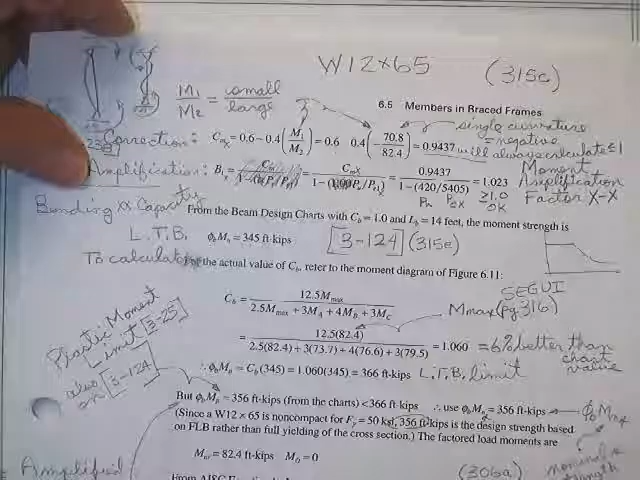 W12×65 (315c)
M1/M2 = small/large
6.5 Members in Braced Frames
single curvature = negative
Correction: Cmx = 0.6 - 0.4 (M1/M2) = 0.6 0.4 (-70.8/82.4) = 0.9437 will always calculate ≤ 1
Amplification: B1x = Cmx/1-(Pu/Pe1) = Cmx/1-(Pu/Pex) = 0.9437/1-(420/5405) = 1.023 Moment Amplification Factor X-X
Pu Pex ≥1.0 OK
Bending xx Capacity
From the Beam Design Charts with Cb = 1.0 and Lb = 14 feet, the moment strength is
L.T.B. ϕbMn = 345 ft-kips [3-124] (315e)
To calculate the actual value of Cb, refer to the moment diagram of Figure 6.11:
SEGUI
Cb = 12.5Mmax/2.5Mmax + 3MA + 4MB + 3MC
Mmax (Pg 316)
= 12.5(82.4)/2.5(82.4) + 3(73.7) + 4(76.6) + 3(79.5) = 1.060 = 6% better than chart value
Plastic Moment Limit [3-25]
also on [3-124]
∴ ϕbMn = Cb(345) = 1.060(345) = 366 ft-kips L.T.B. limit
But ϕbMp = 356 ft-kips (from the charts) < 366 ft-kips ∴ use ϕbMn = 356 ft-kips ϕbMnx
(Since a W12 × 65 is noncompact for Fy = 50 ksi, 356 ft-kips is the design strength based
on FLB rather than full yielding of the cross section.) The factored load moments are
Mnt = 82.4 ft-kips Mℓt = 0
nominal
Amplified (306a)